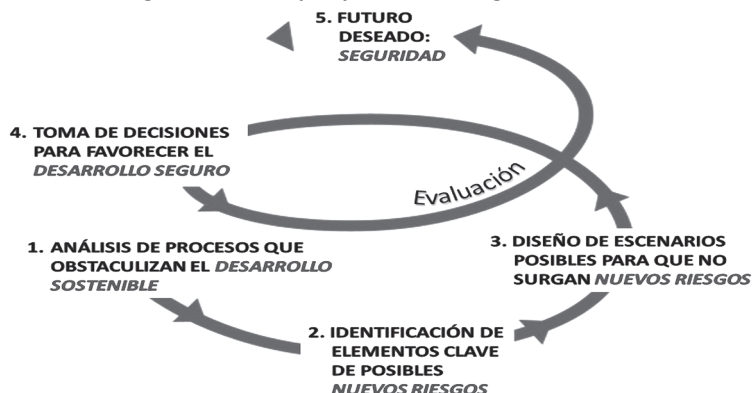 5. FUTURO
DESEADO:
SEGURIDAD
4. TOMA DE DECISIONES
PARA FAVORECER EL
DESARROLLO SEGURO
Evaluación
1. ANÁLISIS DE PROCESOS QUE
OBSTACULIZAN EL DESARROLLO
SOSTENIBLE
3. DISEÑO DE ESCENARIOS
POSIBLES PARA QUE NO
SURGAN NUEVOS RIESGOS
2. IDENTIFICACIÓN DE
ELEMENTOS CLAVE
DE POSIBLES
NUEVOS RIESGOS